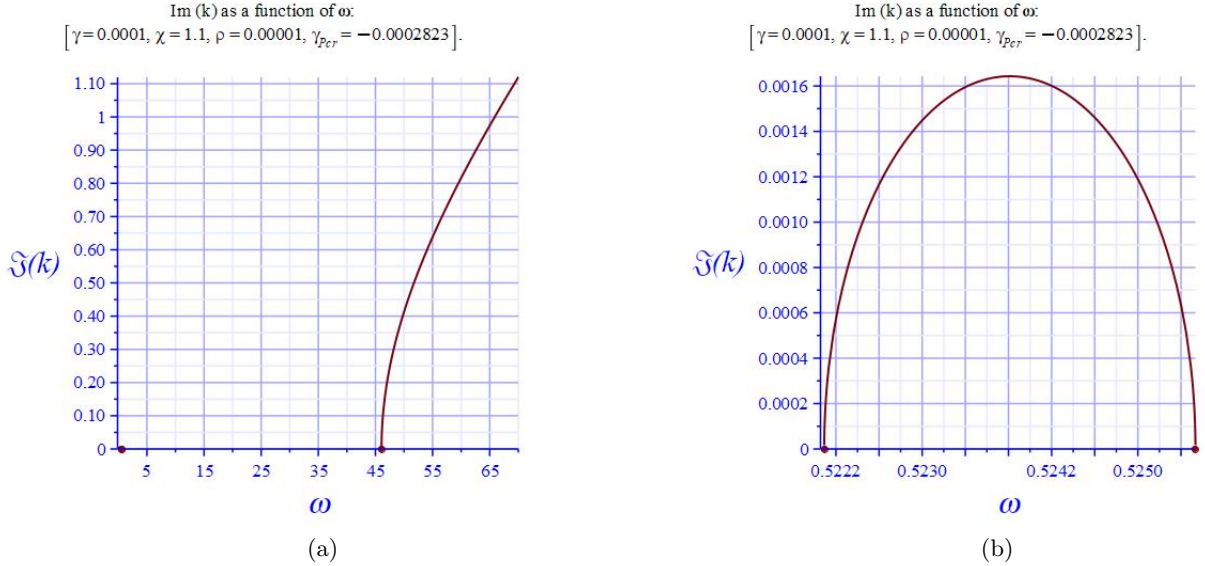 Im (k) as a function of ω:
[γ = 0.0001, χ = 1.1, ρ = 0.00001, γ_{Pcr} = −0.0002823].
1.10
1
0.90
0.80
0.70
0.60
0.50
0.40
0.30
0.20
0.10
0
ℑ(k)
5 15 25 35 45 55 65
ω
(a)
Im (k) as a function of ω:
[γ = 0.0001, χ = 1.1, ρ = 0.00001, γ_{Pcr} = −0.0002823].
0.0016
0.0014
0.0012
0.0010
0.0008
0.0006
0.0004
0.0002
0
ℑ(k)
0.5222 0.5230 0.5242 0.5250
ω
(b)